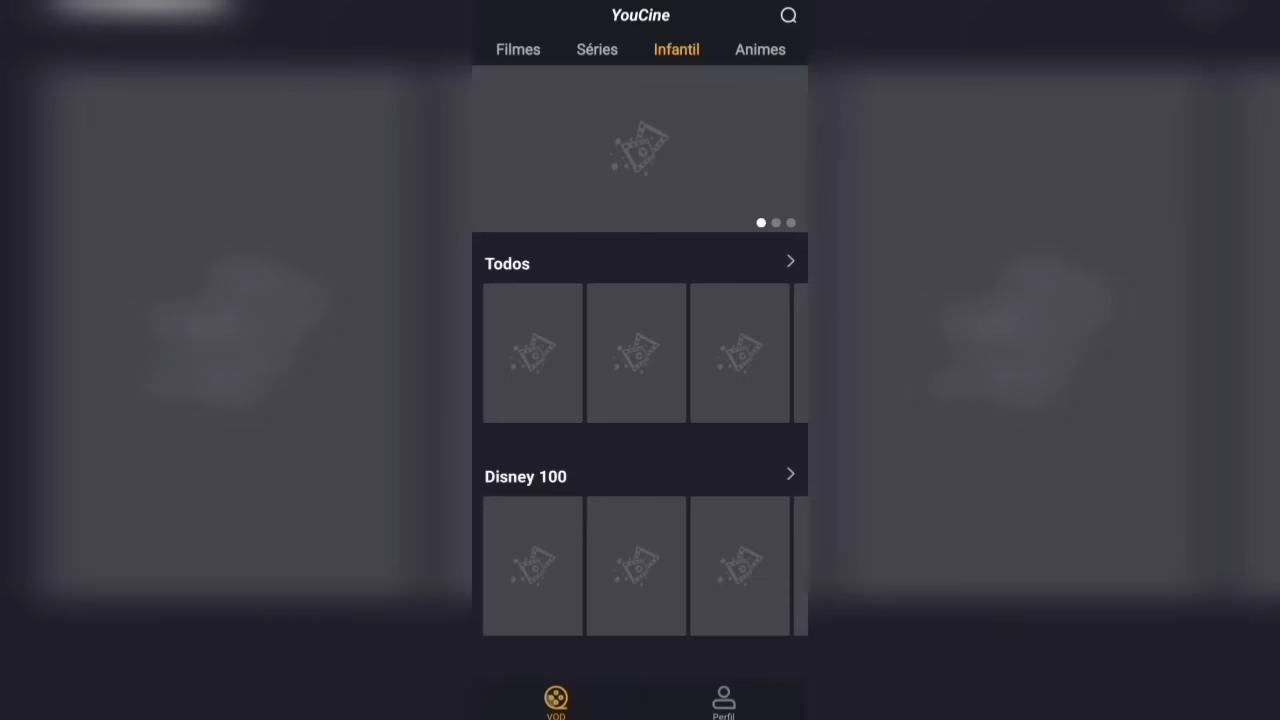 YouCine
Filmes Séries Infantil Animes
Todos
Disney 100
VOD Perfil